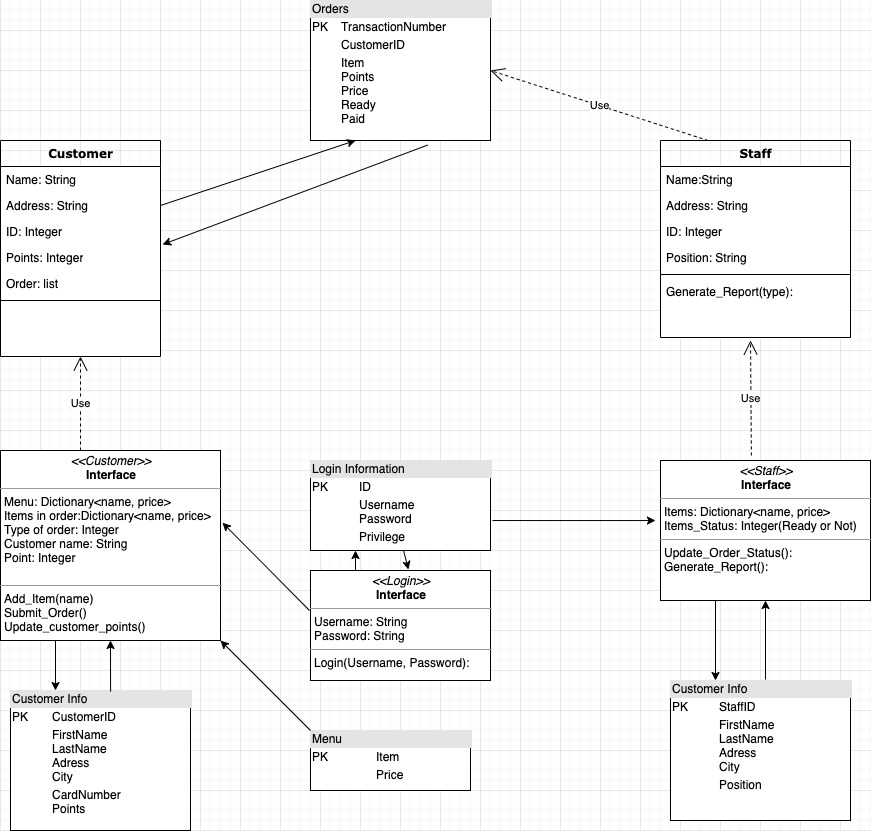 Orders
PK TransactionNumber
CustomerID
Item
Points
Price
Ready
Paid
Use
Customer
Name: String
Address: String
ID: Integer
Points: Integer
Order: list
Staff
Name:String
Address: String
ID: Integer
Position: String
Generate_Report(type):
Use
Use
<<Customer>>
Interface
Menu: Dictionary<name, price>
Items in order:Dictionary<name, price>
Type of order: Integer
Customer name: String
Point: Integer
Add_Item(name)
Submit_Order()
Update_customer_points()
Login Information
PK ID
Username
Password
Privilege
<<Login>>
Interface
Username: String
Password: String
Login(Username, Password):
<<Staff>>
Interface
Items: Dictionary<name, price>
Items_Status: Integer(Ready or Not)
Update_Order_Status():
Generate_Report():
Customer Info
PK CustomerID
FirstName
LastName
Adress
City
CardNumber
Points
Menu
PK Item
Price
Customer Info
PK StaffID
FirstName
LastName
Adress
City
Position